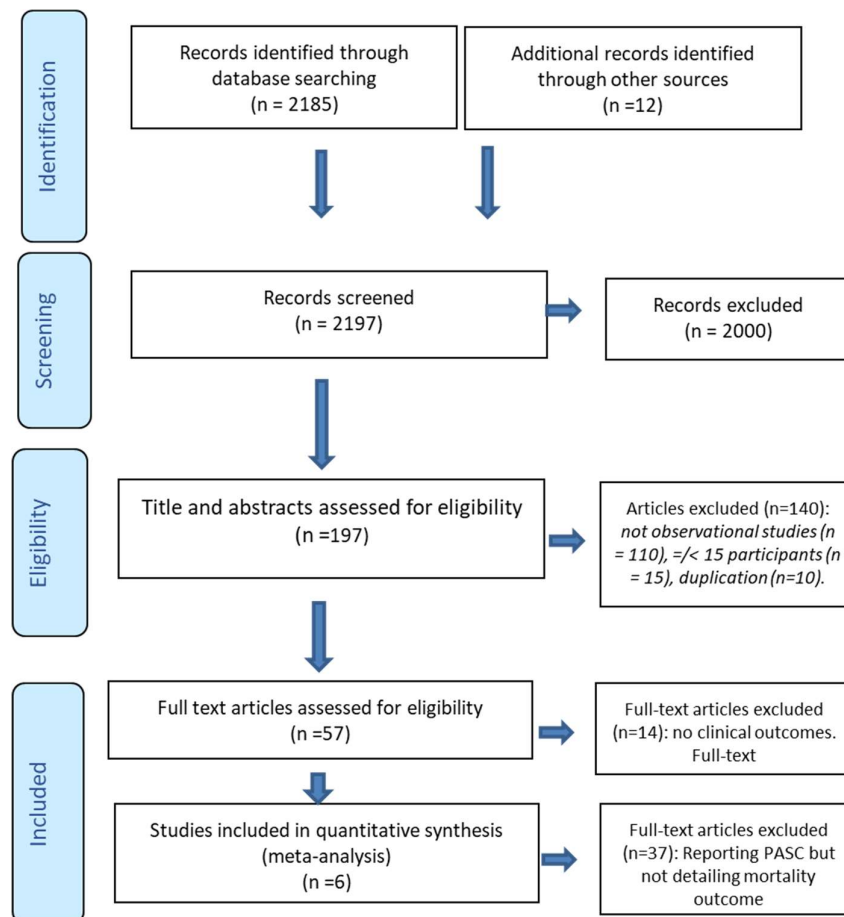 Identification
Records identified through
database searching
(n = 2185)
Additional records identified
through other sources
(n =12)
Screening
Records screened
(n = 2197)
Records excluded
(n = 2000)
Eligibility
Title and abstracts assessed for eligibility
(n =197)
Articles excluded (n=140):
not observational studies (n
= 110), =/< 15 participants (n
= 15), duplication (n=10).
Included
Full text articles assessed for eligibility
(n =57)
Full-text articles excluded
(n=14): no clinical outcomes.
Full-text
Studies included in quantitative synthesis
(meta-analysis)
(n =6)
Full-text articles excluded
(n=37): Reporting PASC but
not detailing mortality
outcome